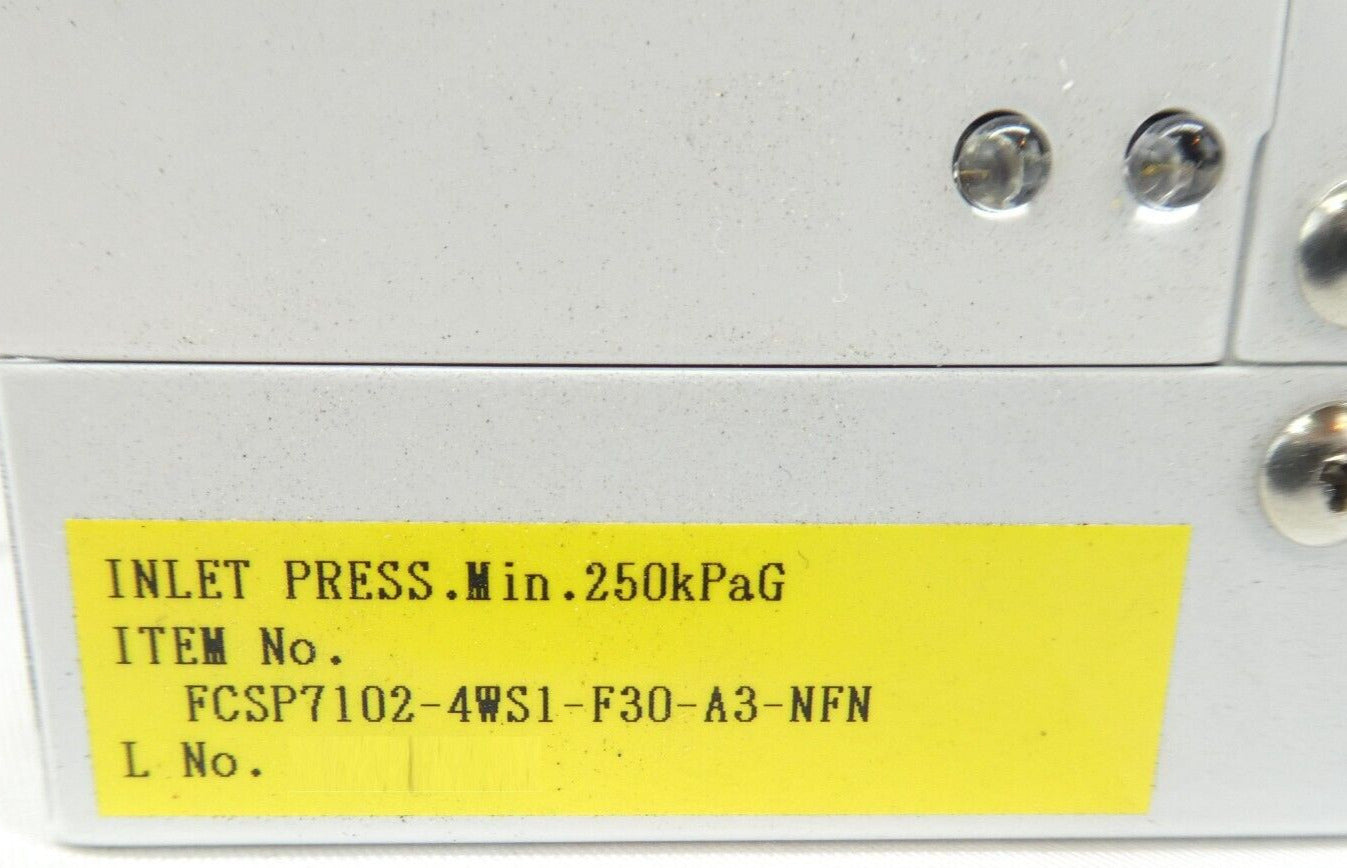 INLET PRESS.Min.250kPaG
ITEM No.
FCSP7102-4WS1-F30-A3-NFN
L No.